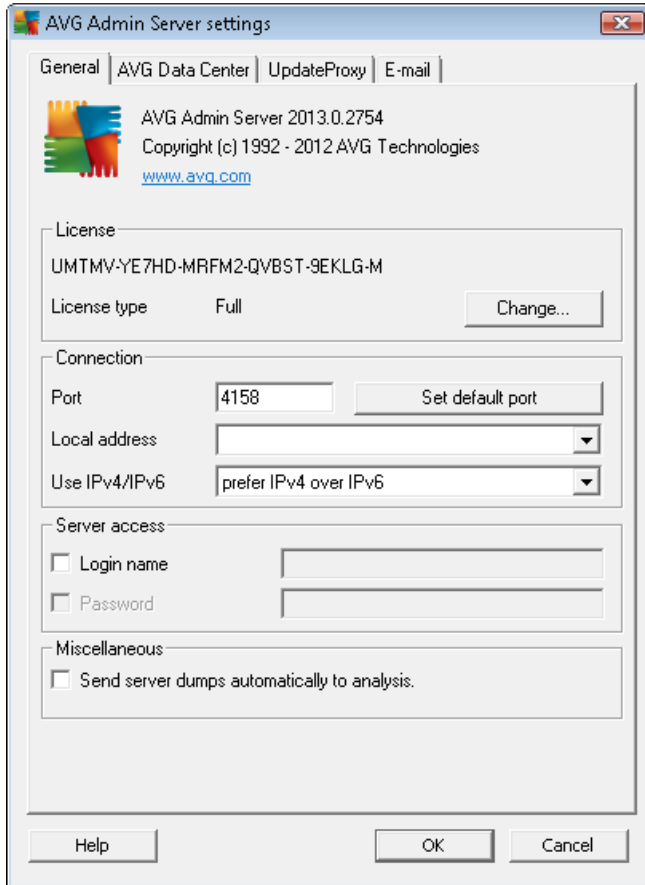 AVG Admin Server settings
General AVG Data Center UpdateProxy E-mail
AVG Admin Server 2013.0.2754
Copyright (c) 1992 - 2012 AVG Technologies
www.avg.com
License
UMTMV-YE7HD-MRFM2-QVBST-9EKLG-M
License type Full Change...
Connection
Port 4158 Set default port
Local address
Use IPv4/IPv6 prefer IPv4 over IPv6
Server access
Login name
Password
Miscellaneous
Send server dumps automatically to analysis.
Help OK Cancel